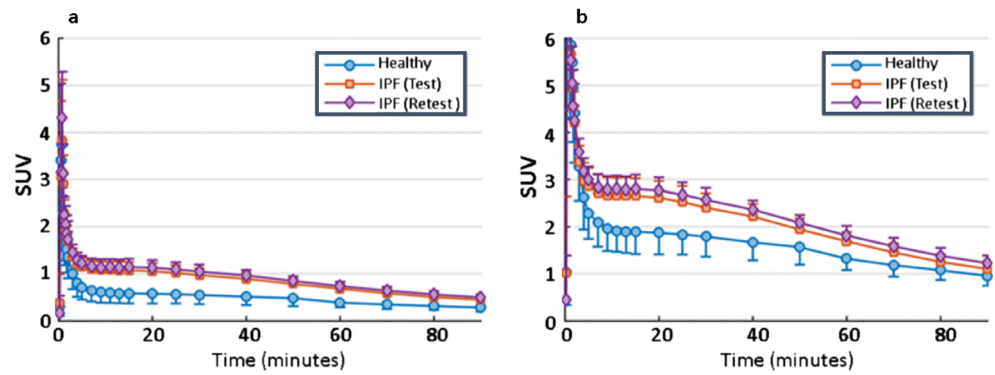 a
6
5
4
3
2
1
0
SUV
0
20
40
60
80
Time (minutes)
Healthy
IPF (Test)
IPF (Retest )
b
6
5
4
3
2
1
0
SUV
0
20
40
60
80
Time (minutes)
Healthy
IPF (Test)
IPF (Retest )